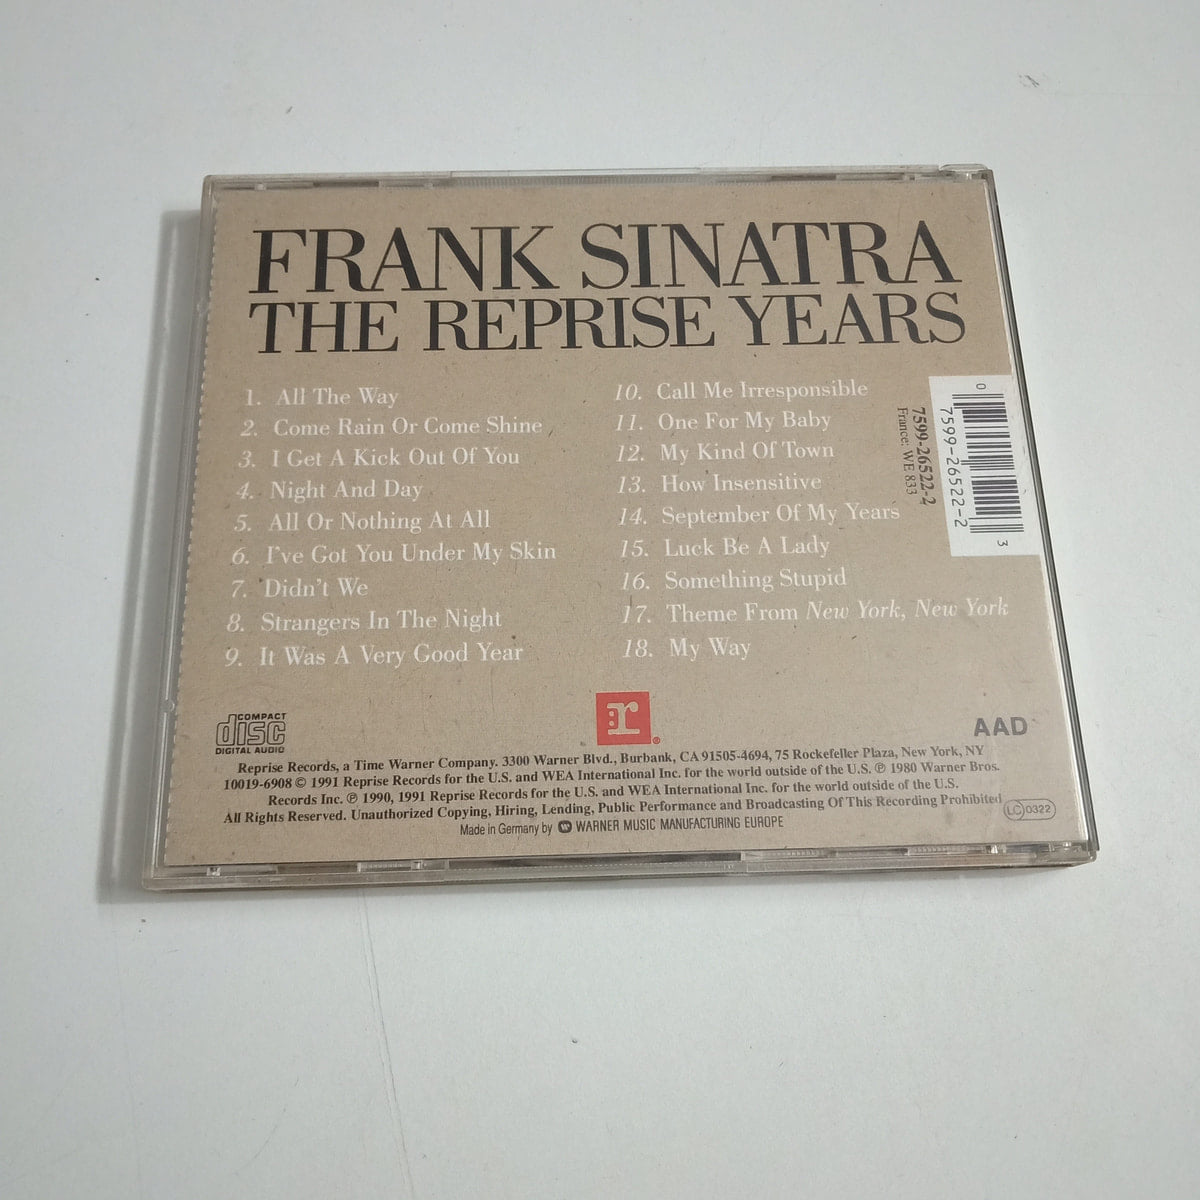 FRANK SINATRA
THE REPRISE YEARS
1. All The Way
2. Come Rain Or Come Shine
3. I Get A Kick Out Of You
4. Night And Day
5. All Or Nothing At All
6. I've Got You Under My Skin
7. Didn't We
8. Strangers In The Night
9. It Was A Very Good Year
10. Call Me Irresponsible
11. One For My Baby
12. My Kind Of Town
13. How Insensitive
14. September Of My Years
15. Luck Be A Lady
16. Something Stupid
17. Theme From New York, New York
18. My Way
7599-26522-2
France: WE 833
0 7599-26522-2 3
COMPACT
disc
DIGITAL AUDIO
:r®
AAD
Reprise Records, a Time Warner Company. 3300 Warner Blvd., Burbank, CA 91505-4694, 75 Rockefeller Plaza, New York, NY
10019-6908 © 1991 Reprise Records for the U.S. and WEA International Inc. for the world outside of the U.S. ℗ 1980 Warner Bros.
Records Inc. ℗ 1990, 1991 Reprise Records for the U.S. and WEA International Inc. for the world outside of the U.S.
All Rights Reserved. Unauthorized Copying, Hiring, Lending, Public Performance and Broadcasting Of This Recording Prohibited
LC 0322
Made in Germany by WARNER MUSIC MANUFACTURING EUROPE